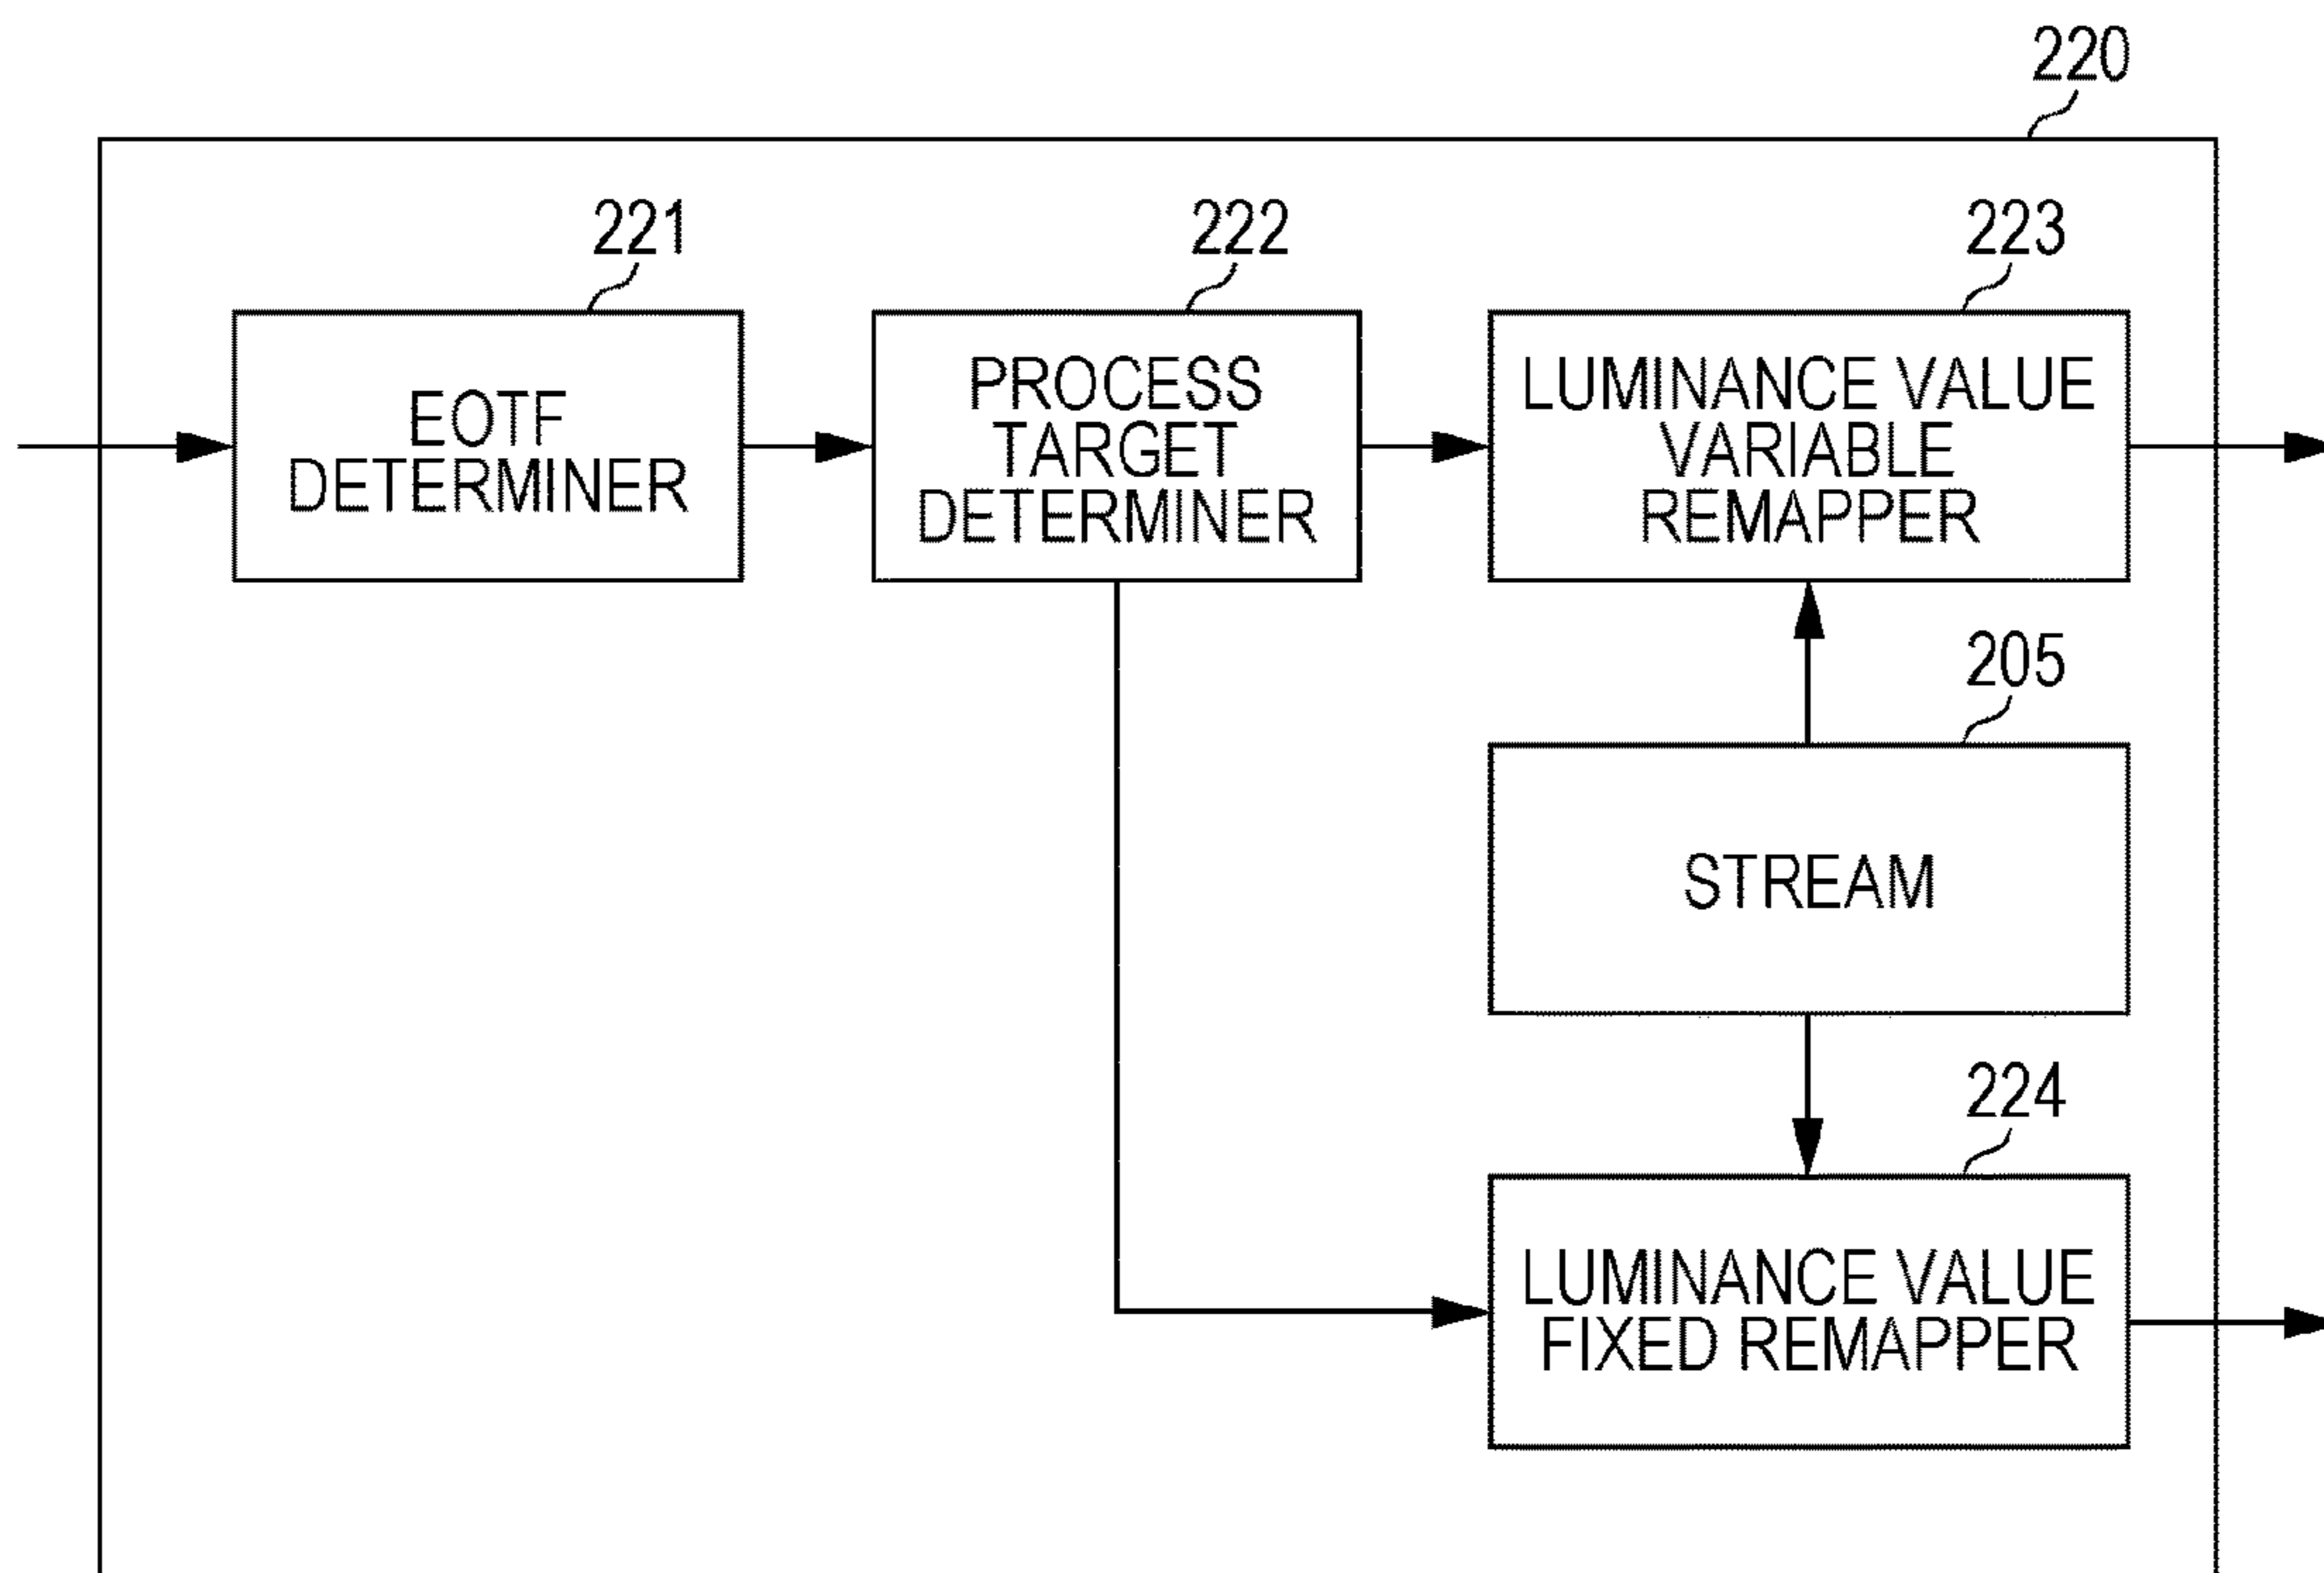 220
221
EOTF
DETERMINER
222
PROCESS
TARGET
DETERMINER
223
LUMINANCE VALUE
VARIABLE
REMAPPER
205
STREAM
224
LUMINANCE VALUE
FIXED REMAPPER